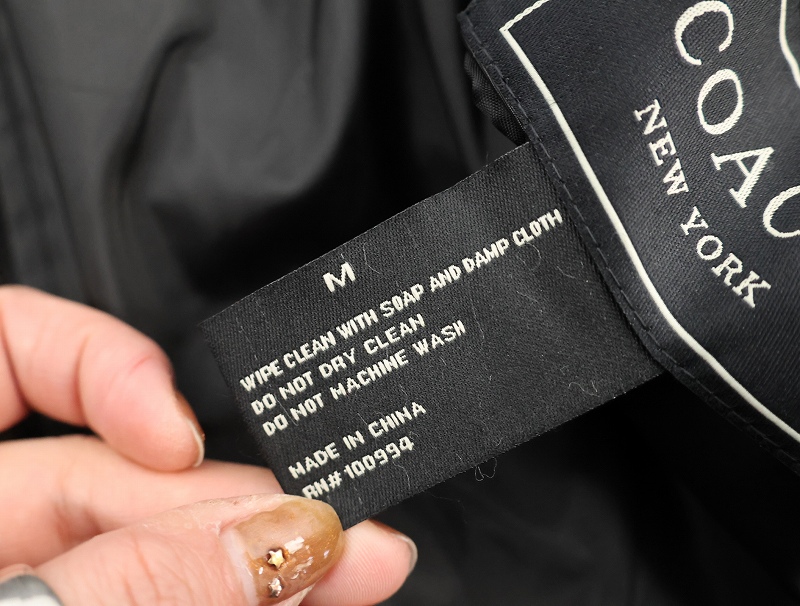 COAC
NEW YORK
M
WIPE CLEAN WITH SOAP AND DAMP CLOTH
DO NOT DRY CLEAN
DO NOT MACHINE WASH
MADE IN CHINA
RN# 100994